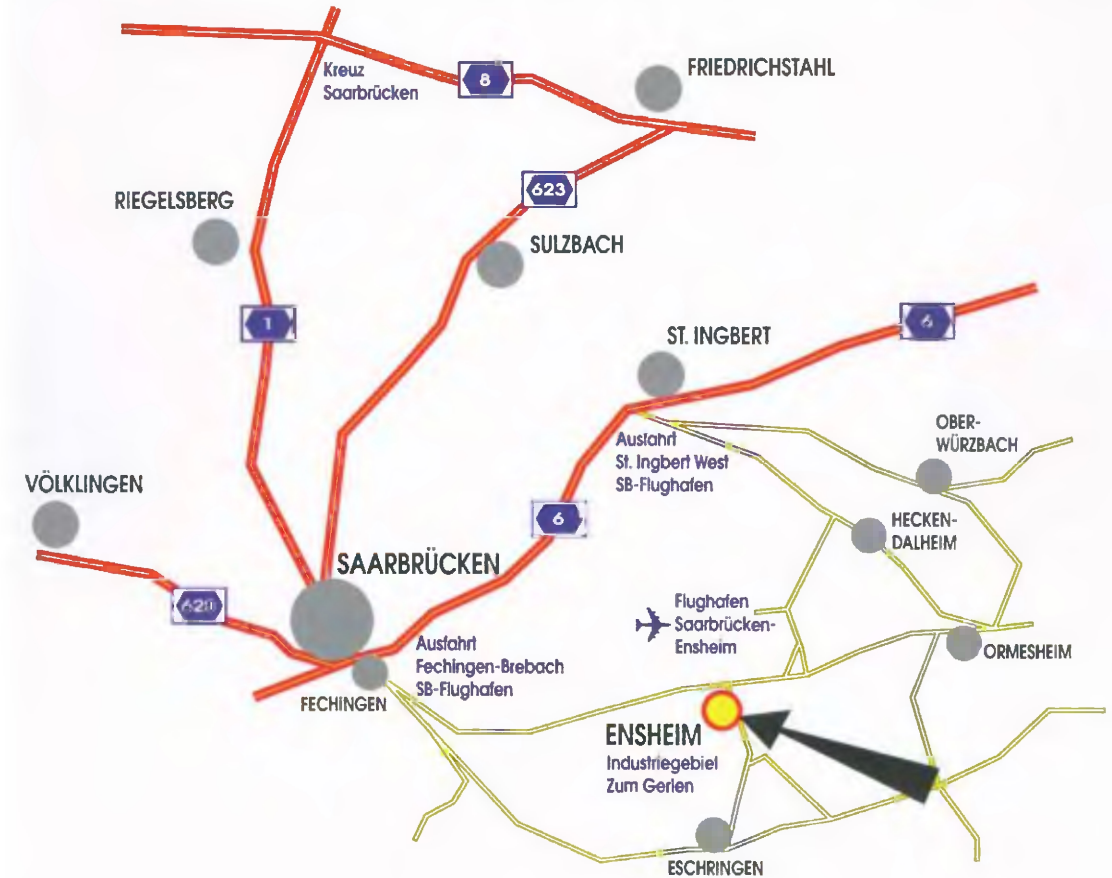 Kreuz
Saarbrücken
8
FRIEDRICHSTAHL
623
RIEGELSBERG
SULZBACH
1
6
ST. INGBERT
OBER-
WÜRZBACH
Ausfahrt
St. Ingbert West
SB-Flughafen
VÖLKLINGEN
6
HECKEN-
DALHEIM
SAARBRÜCKEN
620
Flughafen
Saarbrücken-
Ensheim
Ausfahrt
Fechingen-Brebach
SB-Flughafen
ORMESHEIM
FECHINGEN
ENSHEIM
Industriegebiet
Zum Gerlen
ESCHRINGEN